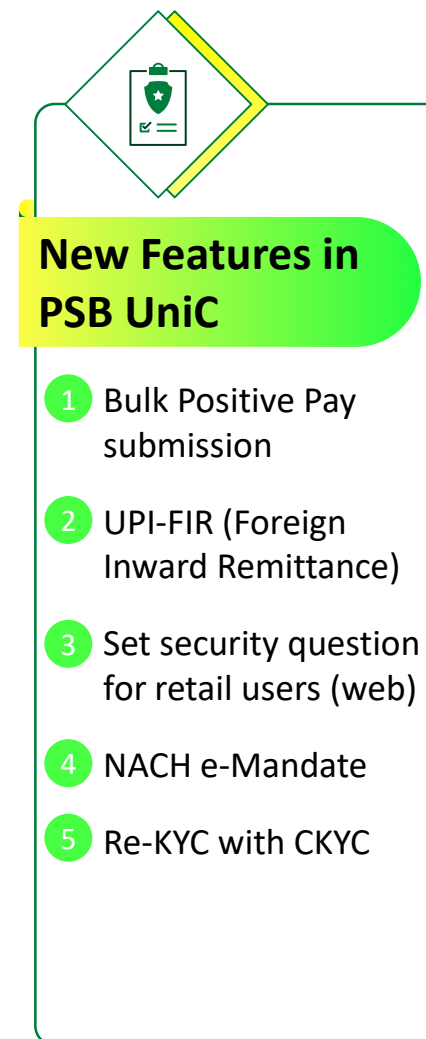 New Features in
PSB UniC
1 Bulk Positive Pay
submission
2 UPI-FIR (Foreign
Inward Remittance)
3 Set security question
for retail users (web)
4 NACH e-Mandate
5 Re-KYC with CKYC